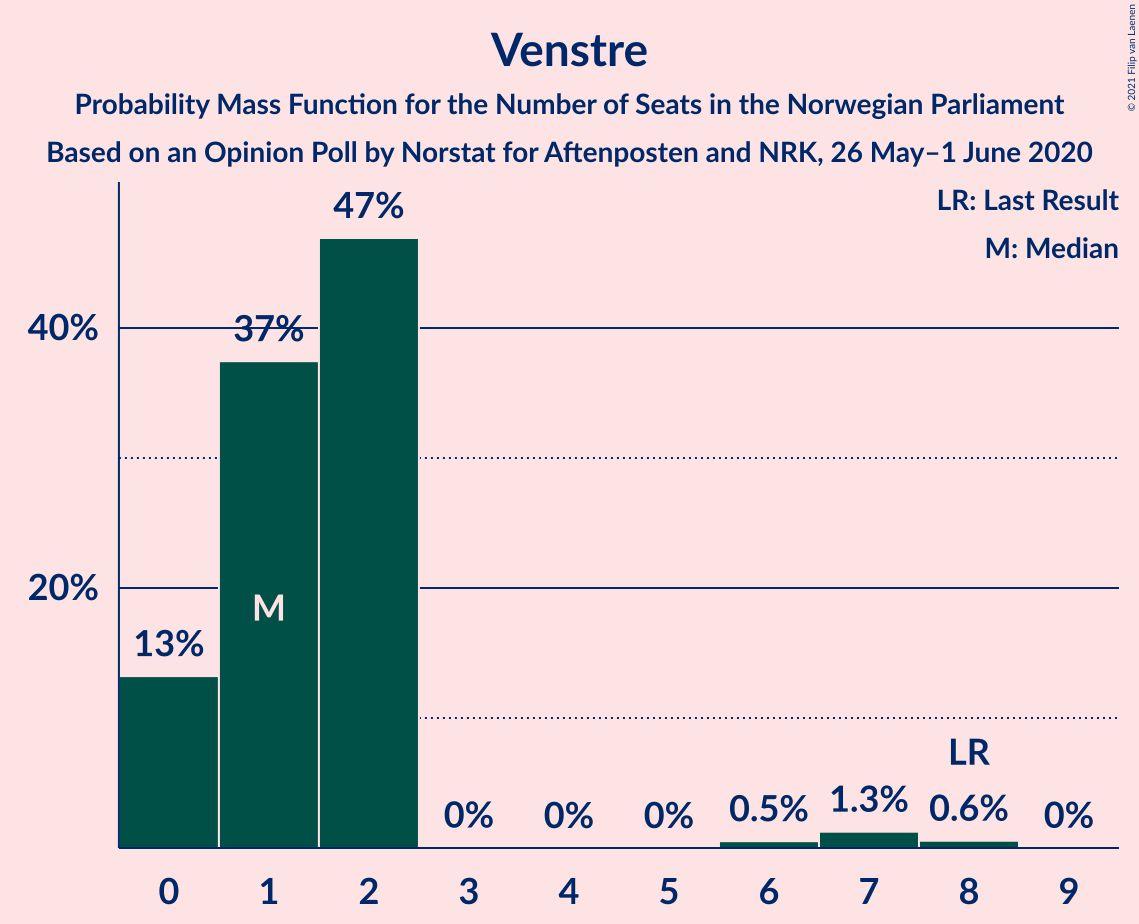 Venstre
Probability Mass Function for the Number of Seats in the Norwegian Parliament
Based on an Opinion Poll by Norstat for Aftenposten and NRK, 26 May–1 June 2020
© 2021 Filip van Laenen
LR: Last Result
M: Median
47%
40%
37%
20%
M
13%
LR
0%
0%
0%
0.5%
1.3%
0.6%
0%
0 1 2 3 4 5 6 7 8 9